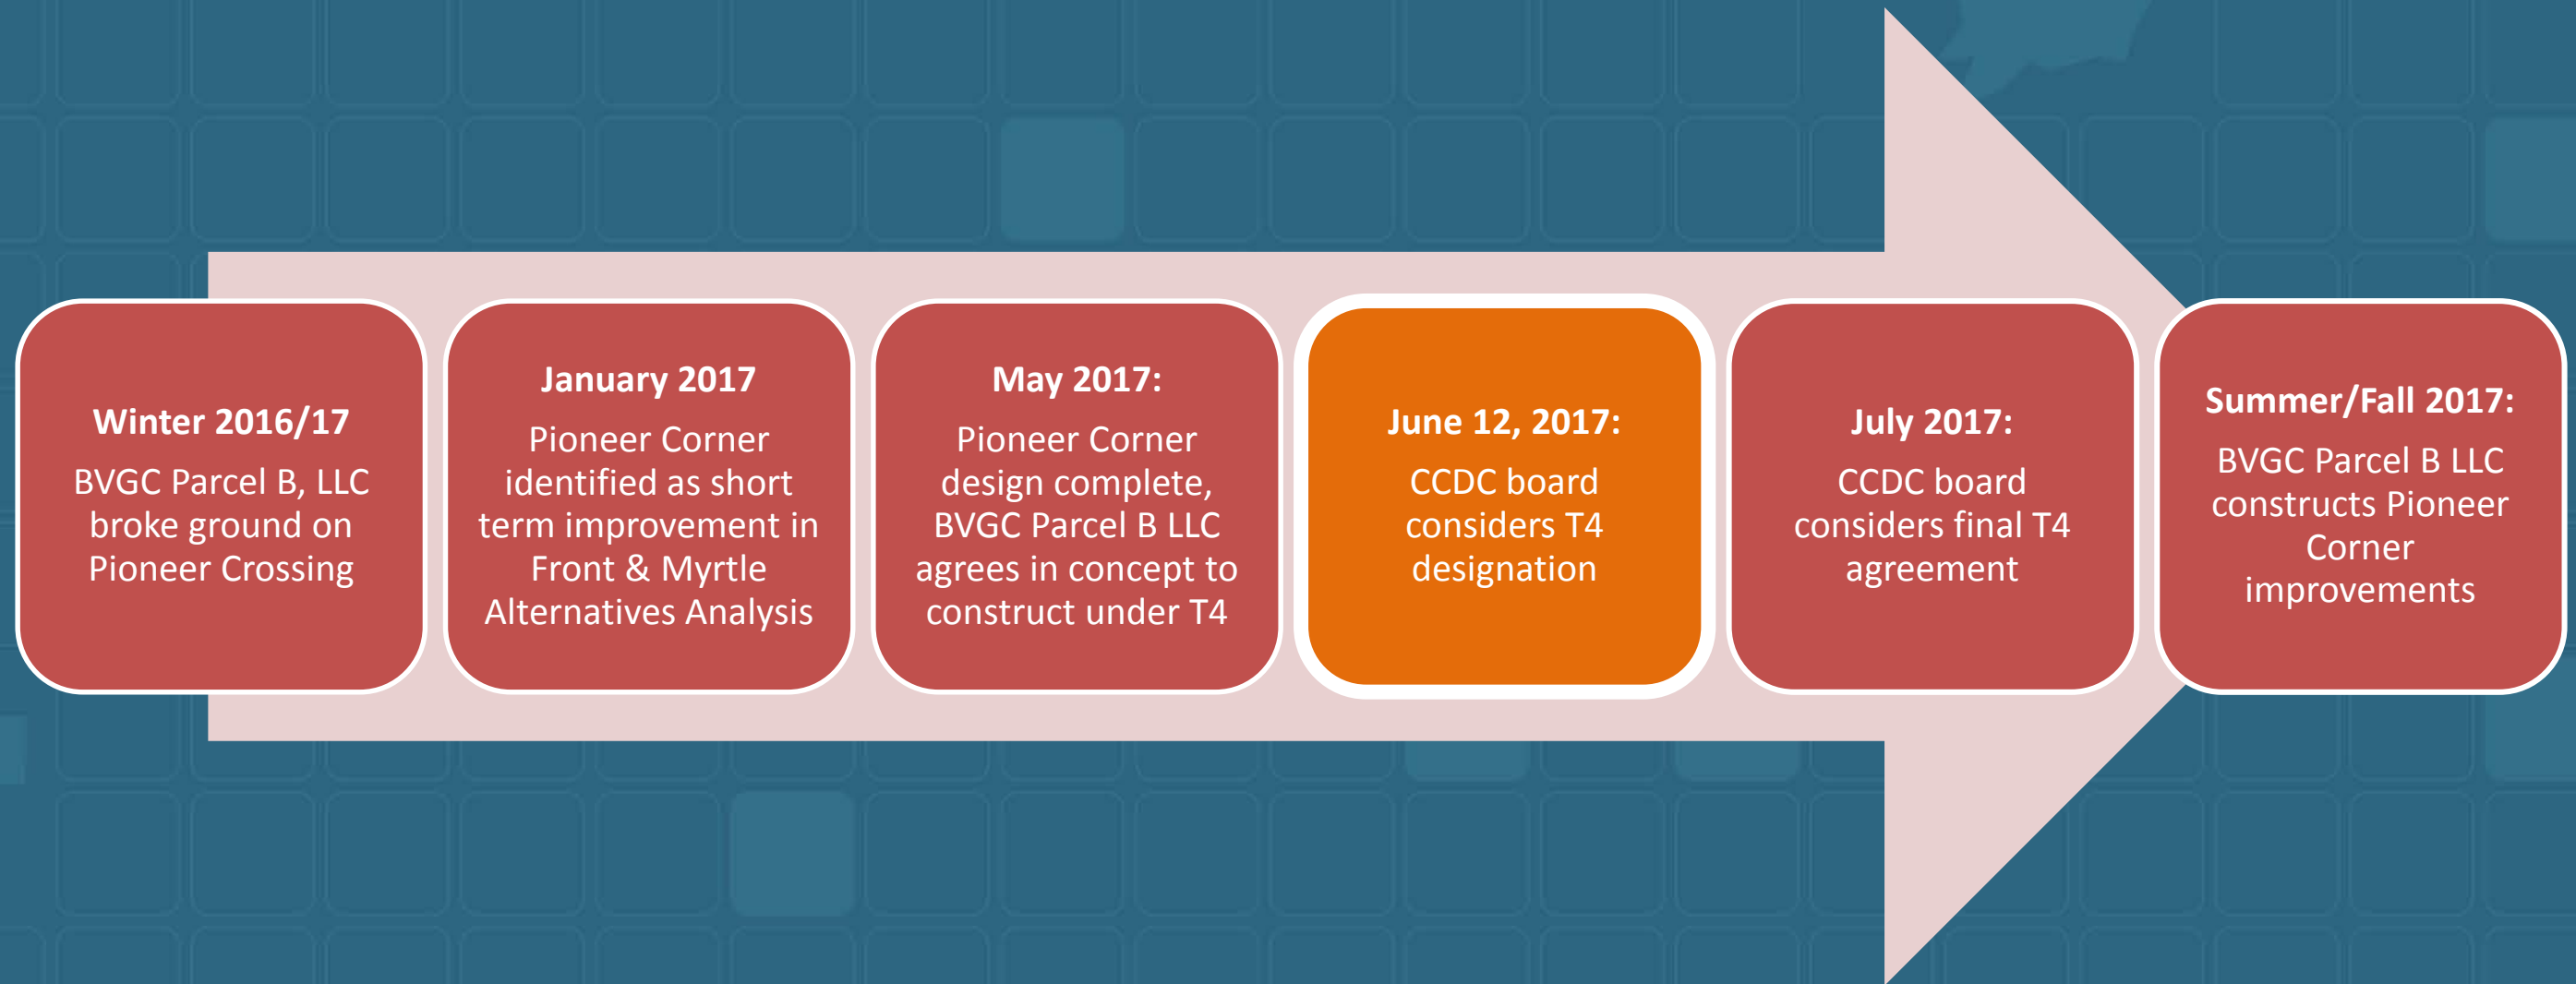 Winter 2016/17
BVGC Parcel B, LLC
broke ground on
Pioneer Crossing
January 2017
Pioneer Corner
identified as short
term improvement in
Front & Myrtle
Alternatives Analysis
May 2017:
Pioneer Corner
design complete,
BVGC Parcel B LLC
agrees in concept to
construct under T4
June 12, 2017:
CCDC board
considers T4
designation
July 2017:
CCDC board
considers final T4
agreement
Summer/Fall 2017:
BVGC Parcel B LLC
constructs Pioneer
Corner
improvements